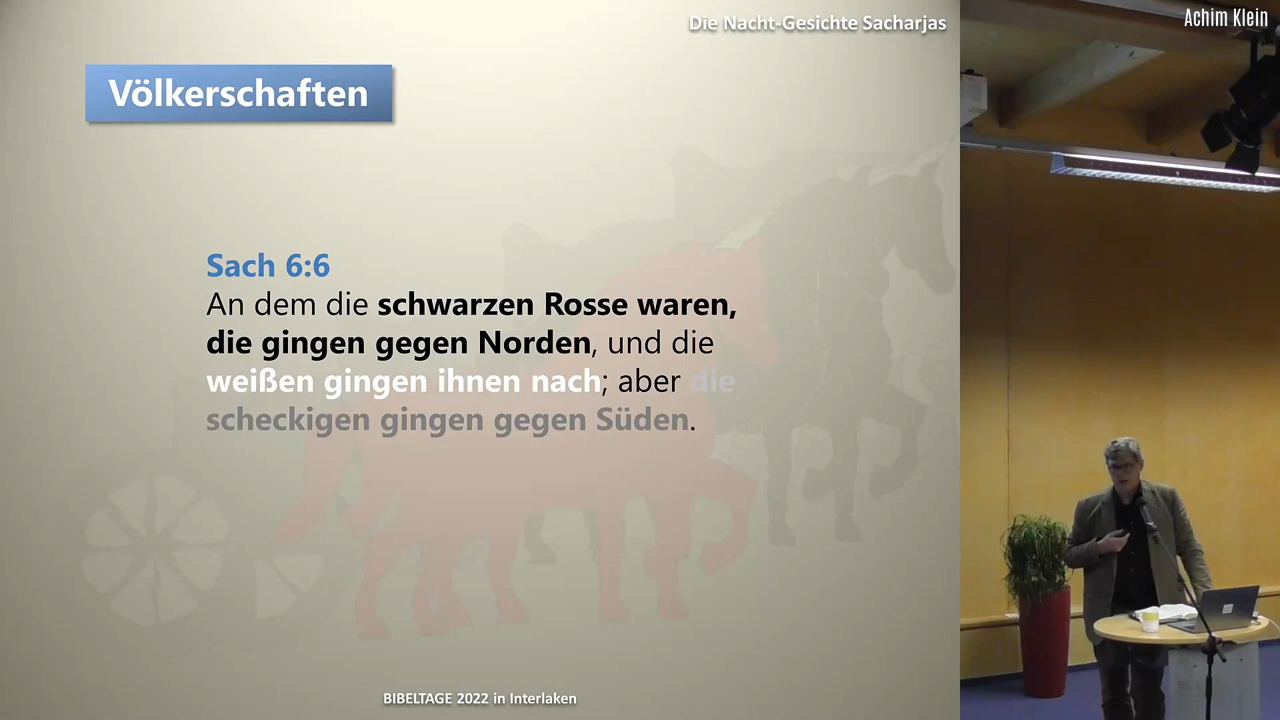 Die Nacht-Gesichte Sacharjas
Achim Klein
Völkerschaften
Sach 6:6
An dem die schwarzen Rosse waren,
die gingen gegen Norden, und die
weißen gingen ihnen nach; aber die
scheckigen gingen gegen Süden.
BIBELTAGE 2022 in Interlaken